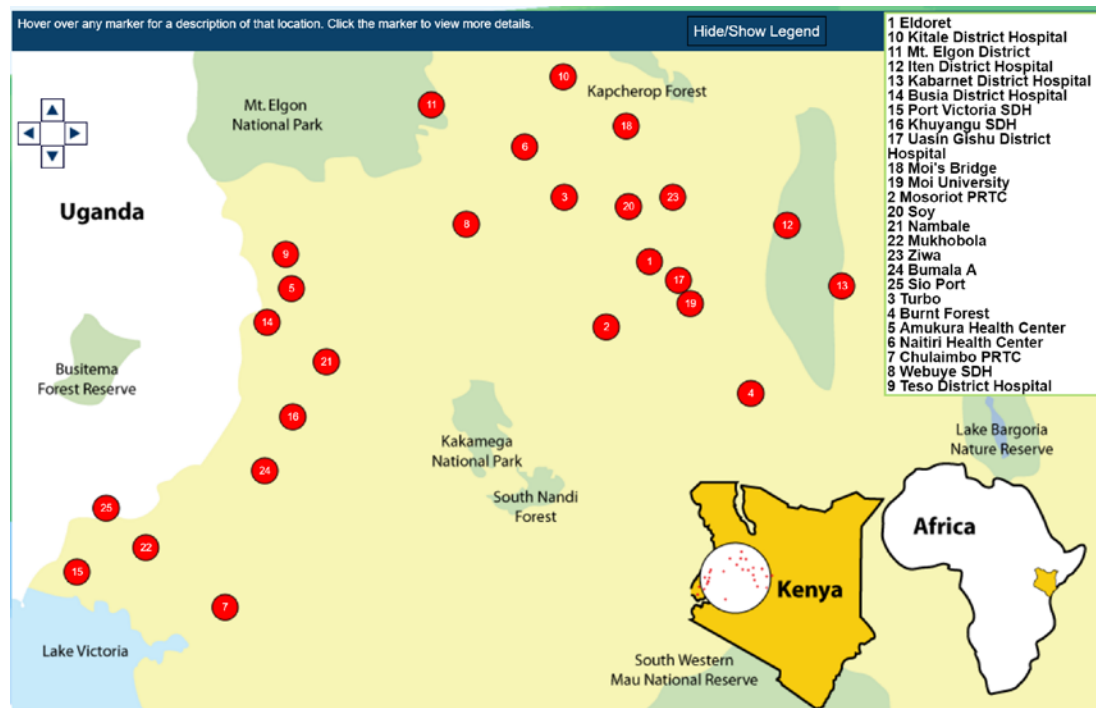 Hover over any marker for a description of that location. Click the marker to view more details.
Hide/Show Legend
1 Eldoret
10 Kitale District Hospital
11 Mt. Elgon District
12 Iten District Hospital
13 Kabarnet District Hospital
14 Busia District Hospital
15 Port Victoria SDH
16 Khuyangu SDH
17 Uasin Gishu District
Hospital
18 Moi's Bridge
19 Moi University
2 Mosoriot PRTC
20 Soy
21 Nambale
22 Mukhobola
23 Ziwa
24 Bumala A
25 Sio Port
3 Turbo
4 Burnt Forest
5 Amukura Health Center
6 Naitiri Health Center
7 Chulaimbo PRTC
8 Webuye SDH
9 Teso District Hospital
10
Kapcherop Forest
Mt. Elgon
National Park
11
18
6
3
23
20
Uganda
8
12
9
1
17
5
13
19
14
2
21
Busitema
Forest Reserve
4
16
Kakamega
National Park
Lake Bargoria
Nature Reserve
24
South Nandi
Forest
25
Africa
22
15
Kenya
7
Lake Victoria
South Western
Mau National Reserve